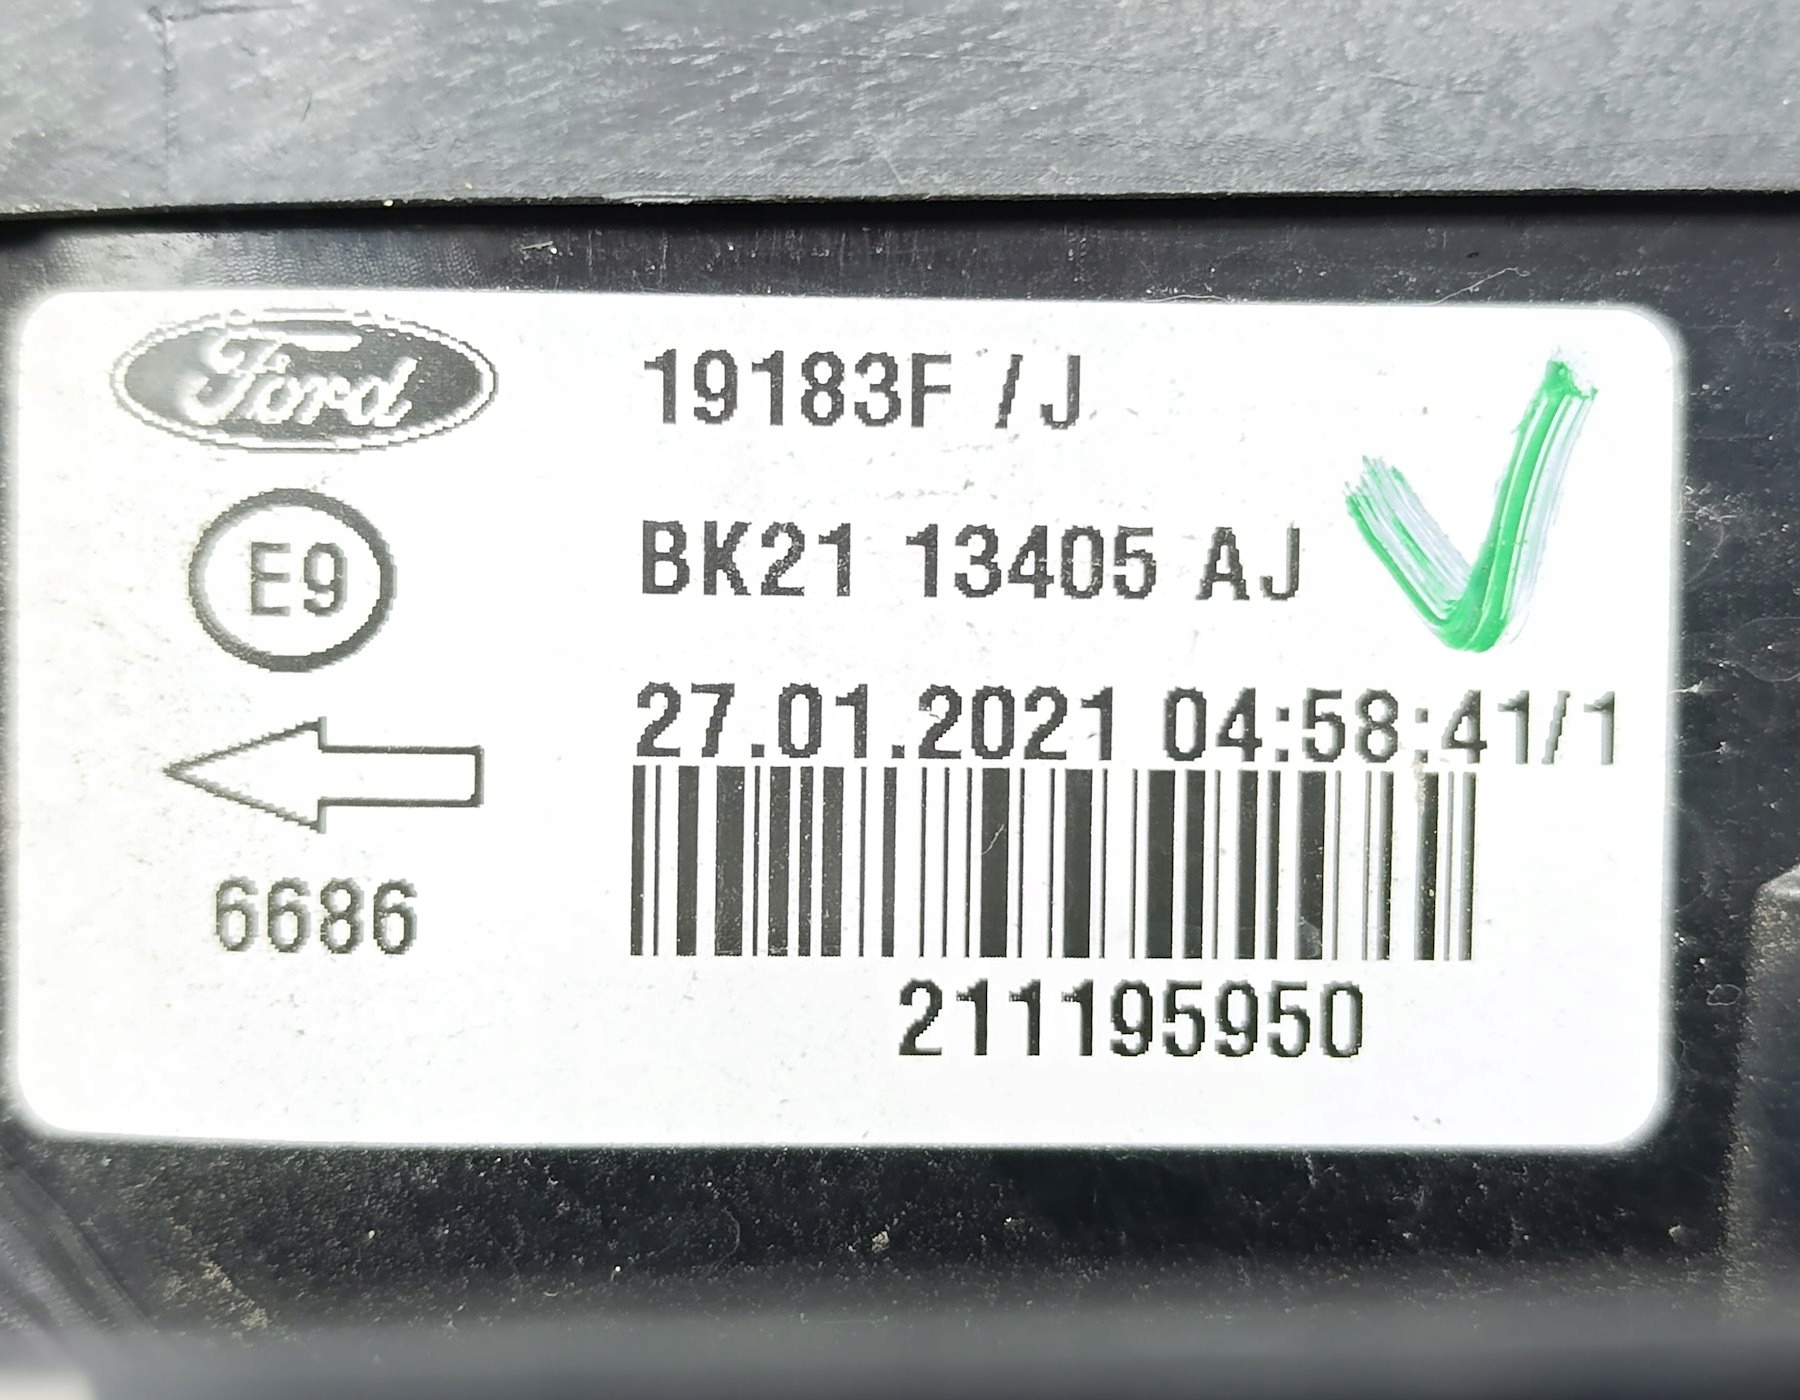 Ford
19183F / J
E9
BK21 13405 AJ
27.01.2021 04:58:41/1
6686
211195950